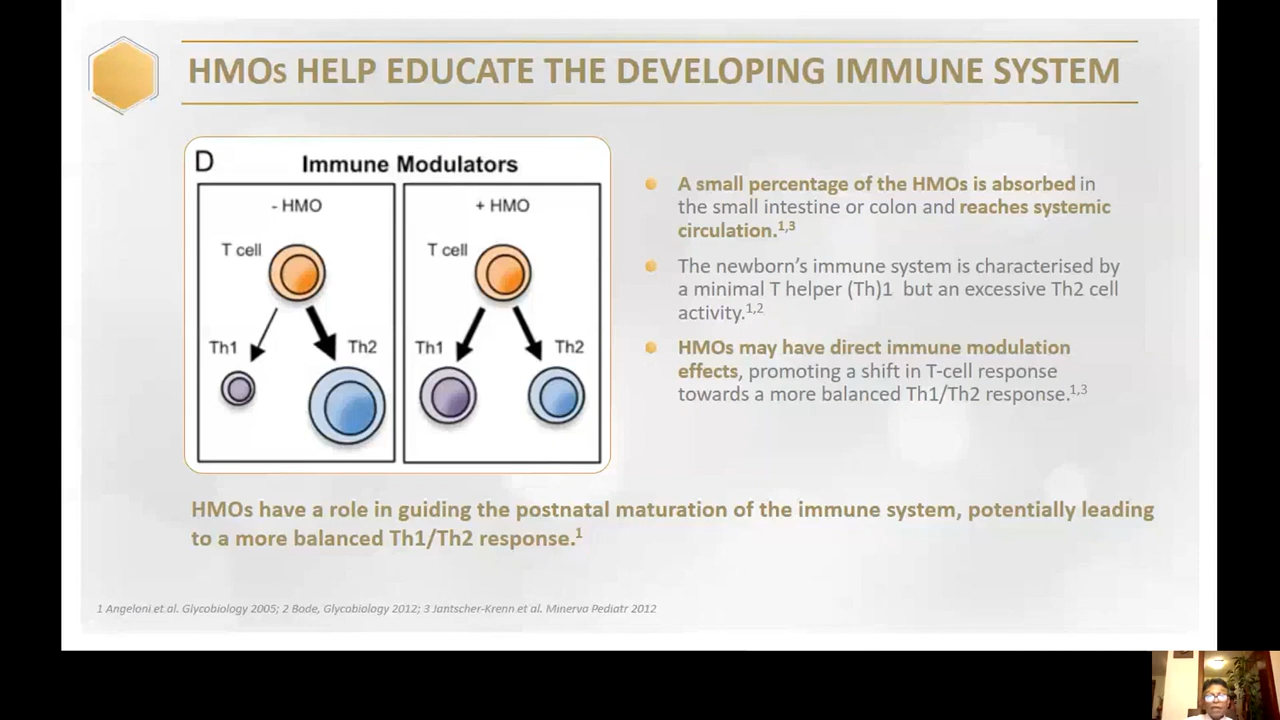 HMOs HELP EDUCATE THE DEVELOPING IMMUNE SYSTEM
D Immune Modulators
- HMO
T cell
Th1
Th2
+ HMO
T cell
Th1
Th2
A small percentage of the HMOs is absorbed in
the small intestine or colon and reaches systemic
circulation.1,3
The newborn's immune system is characterised by
a minimal T helper (Th)1 but an excessive Th2 cell
activity.1,2
HMOs may have direct immune modulation
effects, promoting a shift in T-cell response
towards a more balanced Th1/Th2 response.1,3
HMOs have a role in guiding the postnatal maturation of the immune system, potentially leading
to a more balanced Th1/Th2 response.1
1 Angeloni et.al. Glycobiology 2005; 2 Bode, Glycobiology 2012; 3 Jantscher-Krenn et al. Minerva Pediatr 2012